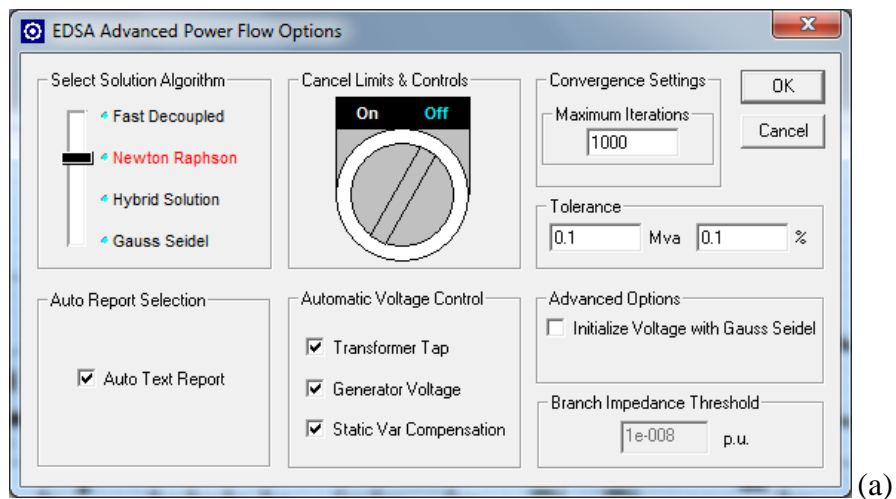 EDSA Advanced Power Flow Options
Select Solution Algorithm
Fast Decoupled
Newton Raphson
Hybrid Solution
Gauss Seidel
Cancel Limits & Controls
On Off
Convergence Settings
Maximum Iterations
1000
OK
Cancel
Tolerance
0.1 Mva 0.1 %
Auto Report Selection
Auto Text Report
Automatic Voltage Control
Transformer Tap
Generator Voltage
Static Var Compensation
Advanced Options
Initialize Voltage with Gauss Seidel
Branch Impedance Threshold
1e-008 p.u.
(a)